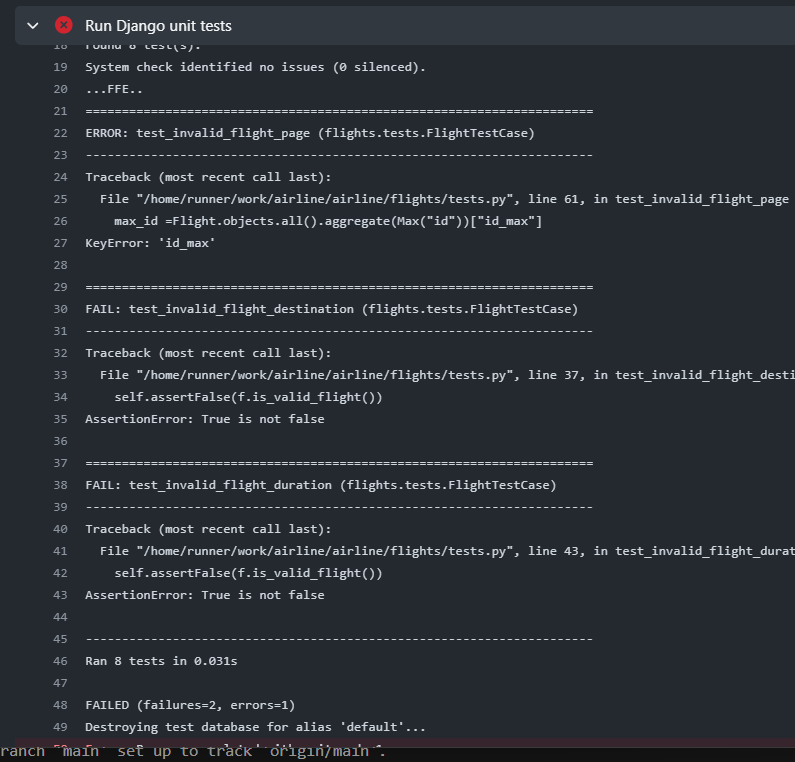 Run Django unit tests
18 Found 8 test(s).
19 System check identified no issues (0 silenced).
20 ...FFE..
21 ======================================================================
22 ERROR: test_invalid_flight_page (flights.tests.FlightTestCase)
23 ----------------------------------------------------------------------
24 Traceback (most recent call last):
25   File "/home/runner/work/airline/airline/flights/tests.py", line 61, in test_invalid_flight_page
26     max_id =Flight.objects.all().aggregate(Max("id"))["id_max"]
27 KeyError: 'id_max'
28
29 ======================================================================
30 FAIL: test_invalid_flight_destination (flights.tests.FlightTestCase)
31 ----------------------------------------------------------------------
32 Traceback (most recent call last):
33   File "/home/runner/work/airline/airline/flights/tests.py", line 37, in test_invalid_flight_desti
34     self.assertFalse(f.is_valid_flight())
35 AssertionError: True is not false
36
37 ======================================================================
38 FAIL: test_invalid_flight_duration (flights.tests.FlightTestCase)
39 ----------------------------------------------------------------------
40 Traceback (most recent call last):
41   File "/home/runner/work/airline/airline/flights/tests.py", line 43, in test_invalid_flight_durat
42     self.assertFalse(f.is_valid_flight())
43 AssertionError: True is not false
44
45 ----------------------------------------------------------------------
46 Ran 8 tests in 0.031s
47
48 FAILED (failures=2, errors=1)
49 Destroying test database for alias 'default'...
ranch 'main' set up to track 'origin/main'.